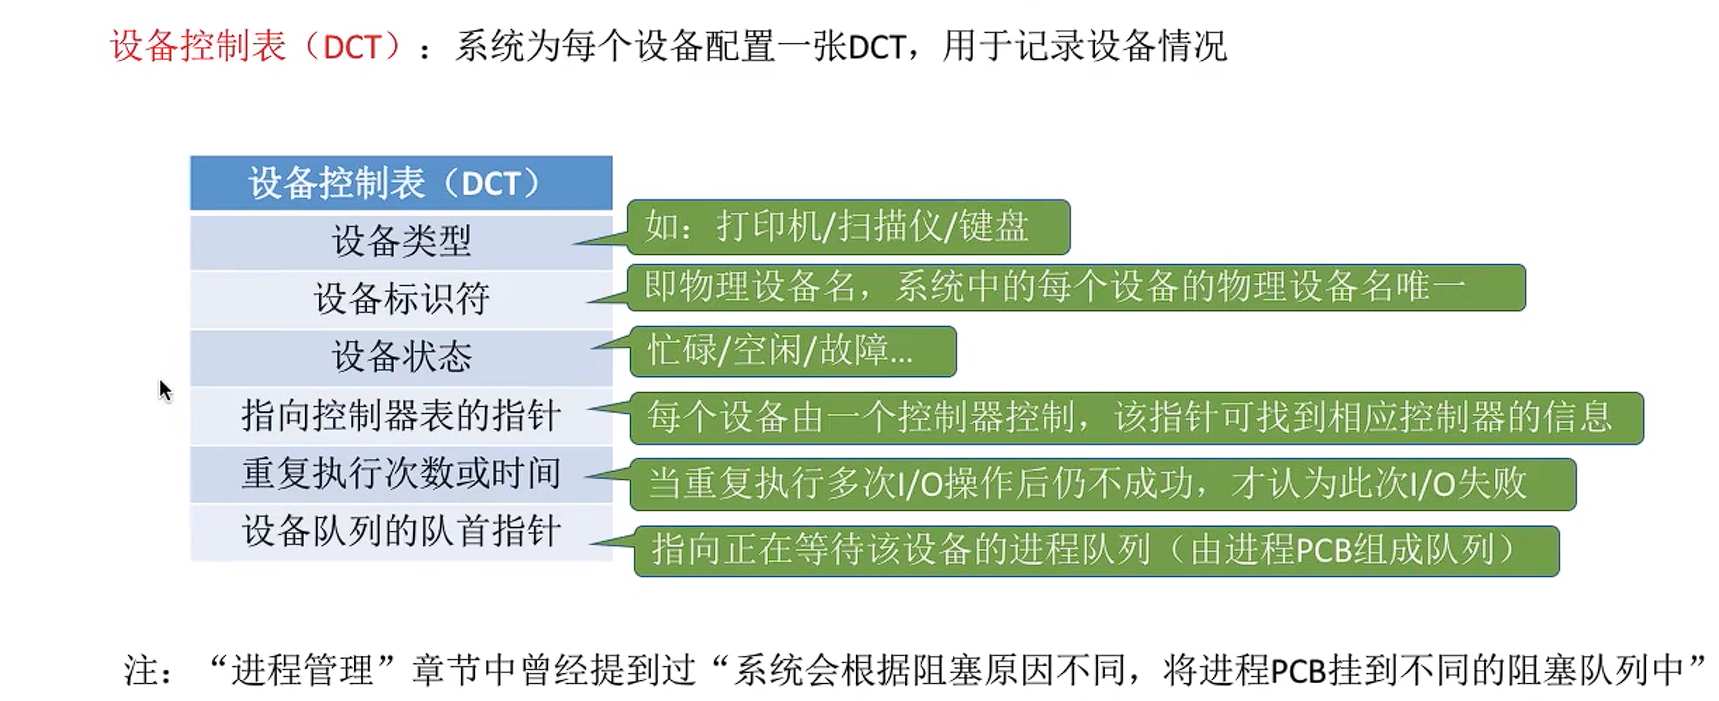 设备控制表（DCT）：系统为每个设备配置一张DCT，用于记录设备情况
设备控制表（DCT）
设备类型
如：打印机/扫描仪/键盘
设备标识符
即物理设备名，系统中的每个设备的物理设备名唯一
设备状态
忙碌/空闲/故障...
指向控制器表的指针
每个设备由一个控制器控制，该指针可找到相应控制器的信息
重复执行次数或时间
当重复执行多次I/O操作后仍不成功，才认为此次I/O失败
设备队列的队首指针
指向正在等待该设备的进程队列（由进程PCB组成队列）
注：“进程管理”章节中曾经提到过“系统会根据阻塞原因不同，将进程PCB挂到不同的阻塞队列中”